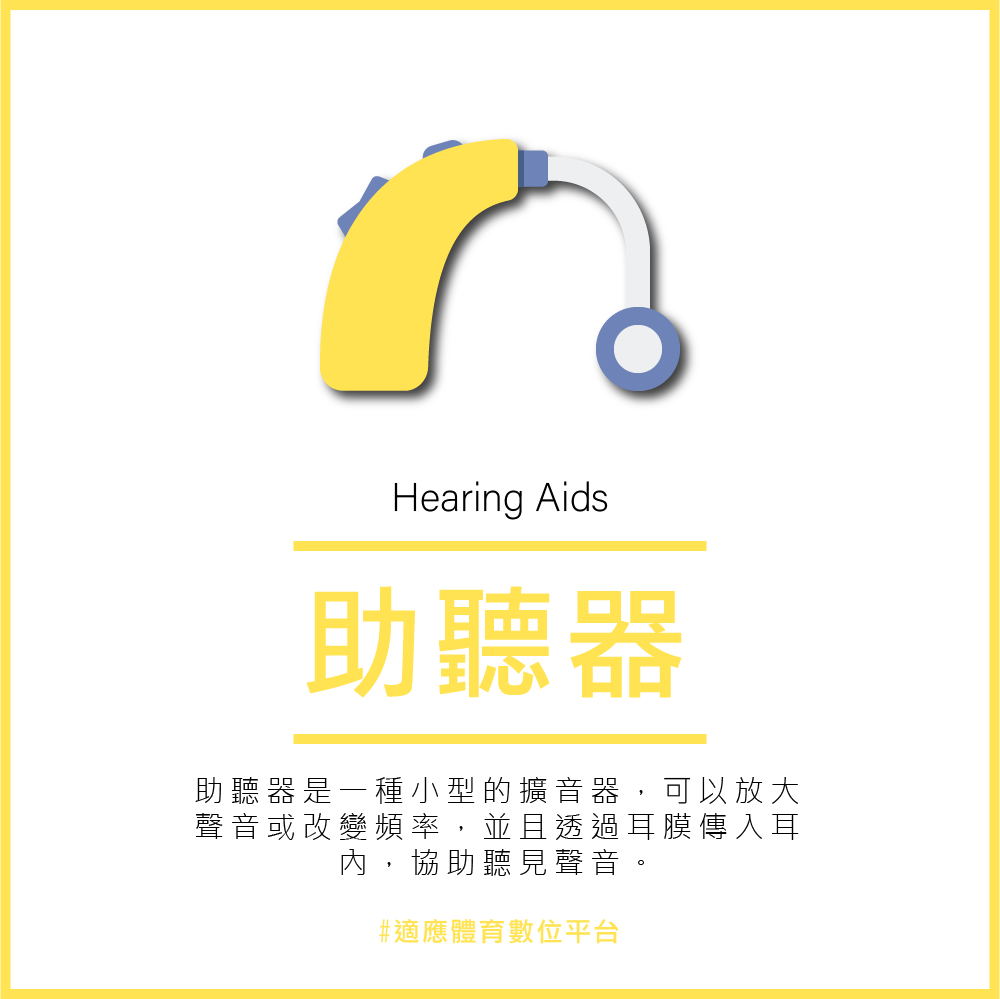 Hearing Aids
助聽器
助聽器是一種小型的擴音器，可以放大
聲音或改變頻率，並且透過耳膜傳入耳
內，協助聽見聲音。
#適應體育數位平台